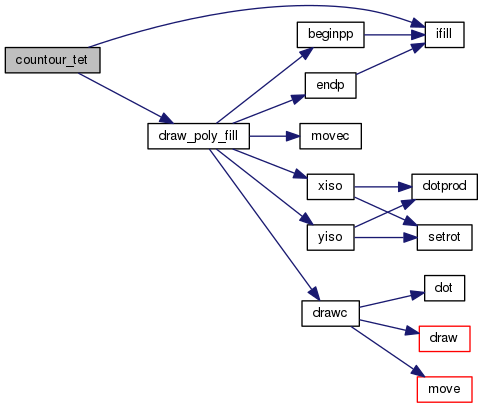 countour_tet
draw_poly_fill
beginpp
endp
movec
xiso
yiso
drawc
ifill
dotprod
setrot
dot
draw
move